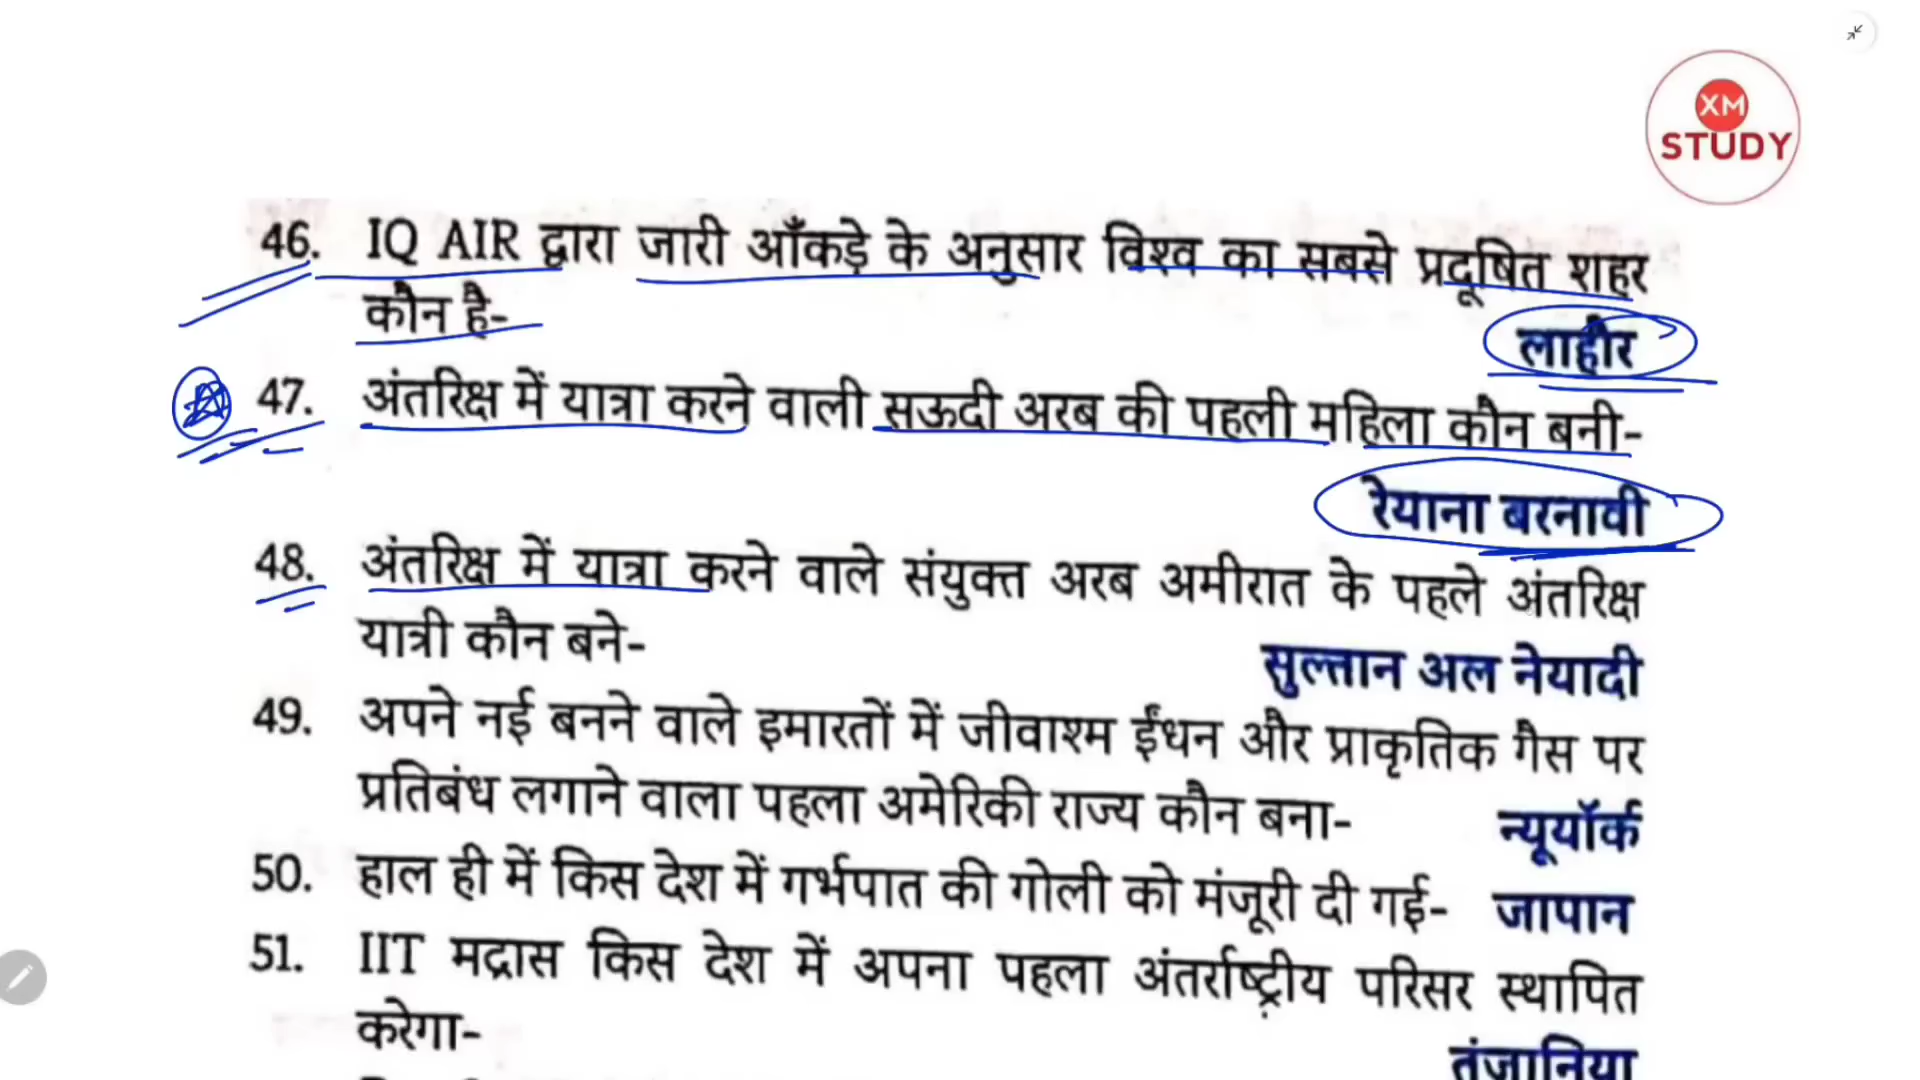 XM
STUDY
46. IQ AIR द्वारा जारी आँकड़े के अनुसार विश्व का सबसे प्रदूषित शहर
कौन है-
लाहौर
47. अंतरिक्ष में यात्रा करने वाली सऊदी अरब की पहली महिला कौन बनी-
रेयाना बरनावी
48. अंतरिक्ष में यात्रा करने वाले संयुक्त अरब अमीरात के पहले अंतरिक्ष
यात्री कौन बने-
सुल्तान अल नेयादी
49. अपने नई बनने वाले इमारतों में जीवाश्म ईंधन और प्राकृतिक गैस पर
प्रतिबंध लगाने वाला पहला अमेरिकी राज्य कौन बना- न्यूयॉर्क
50. हाल ही में किस देश में गर्भपात की गोली को मंजूरी दी गई- जापान
51. IIT मद्रास किस देश में अपना पहला अंतर्राष्ट्रीय परिसर स्थापित
करेगा-
तंजानिया